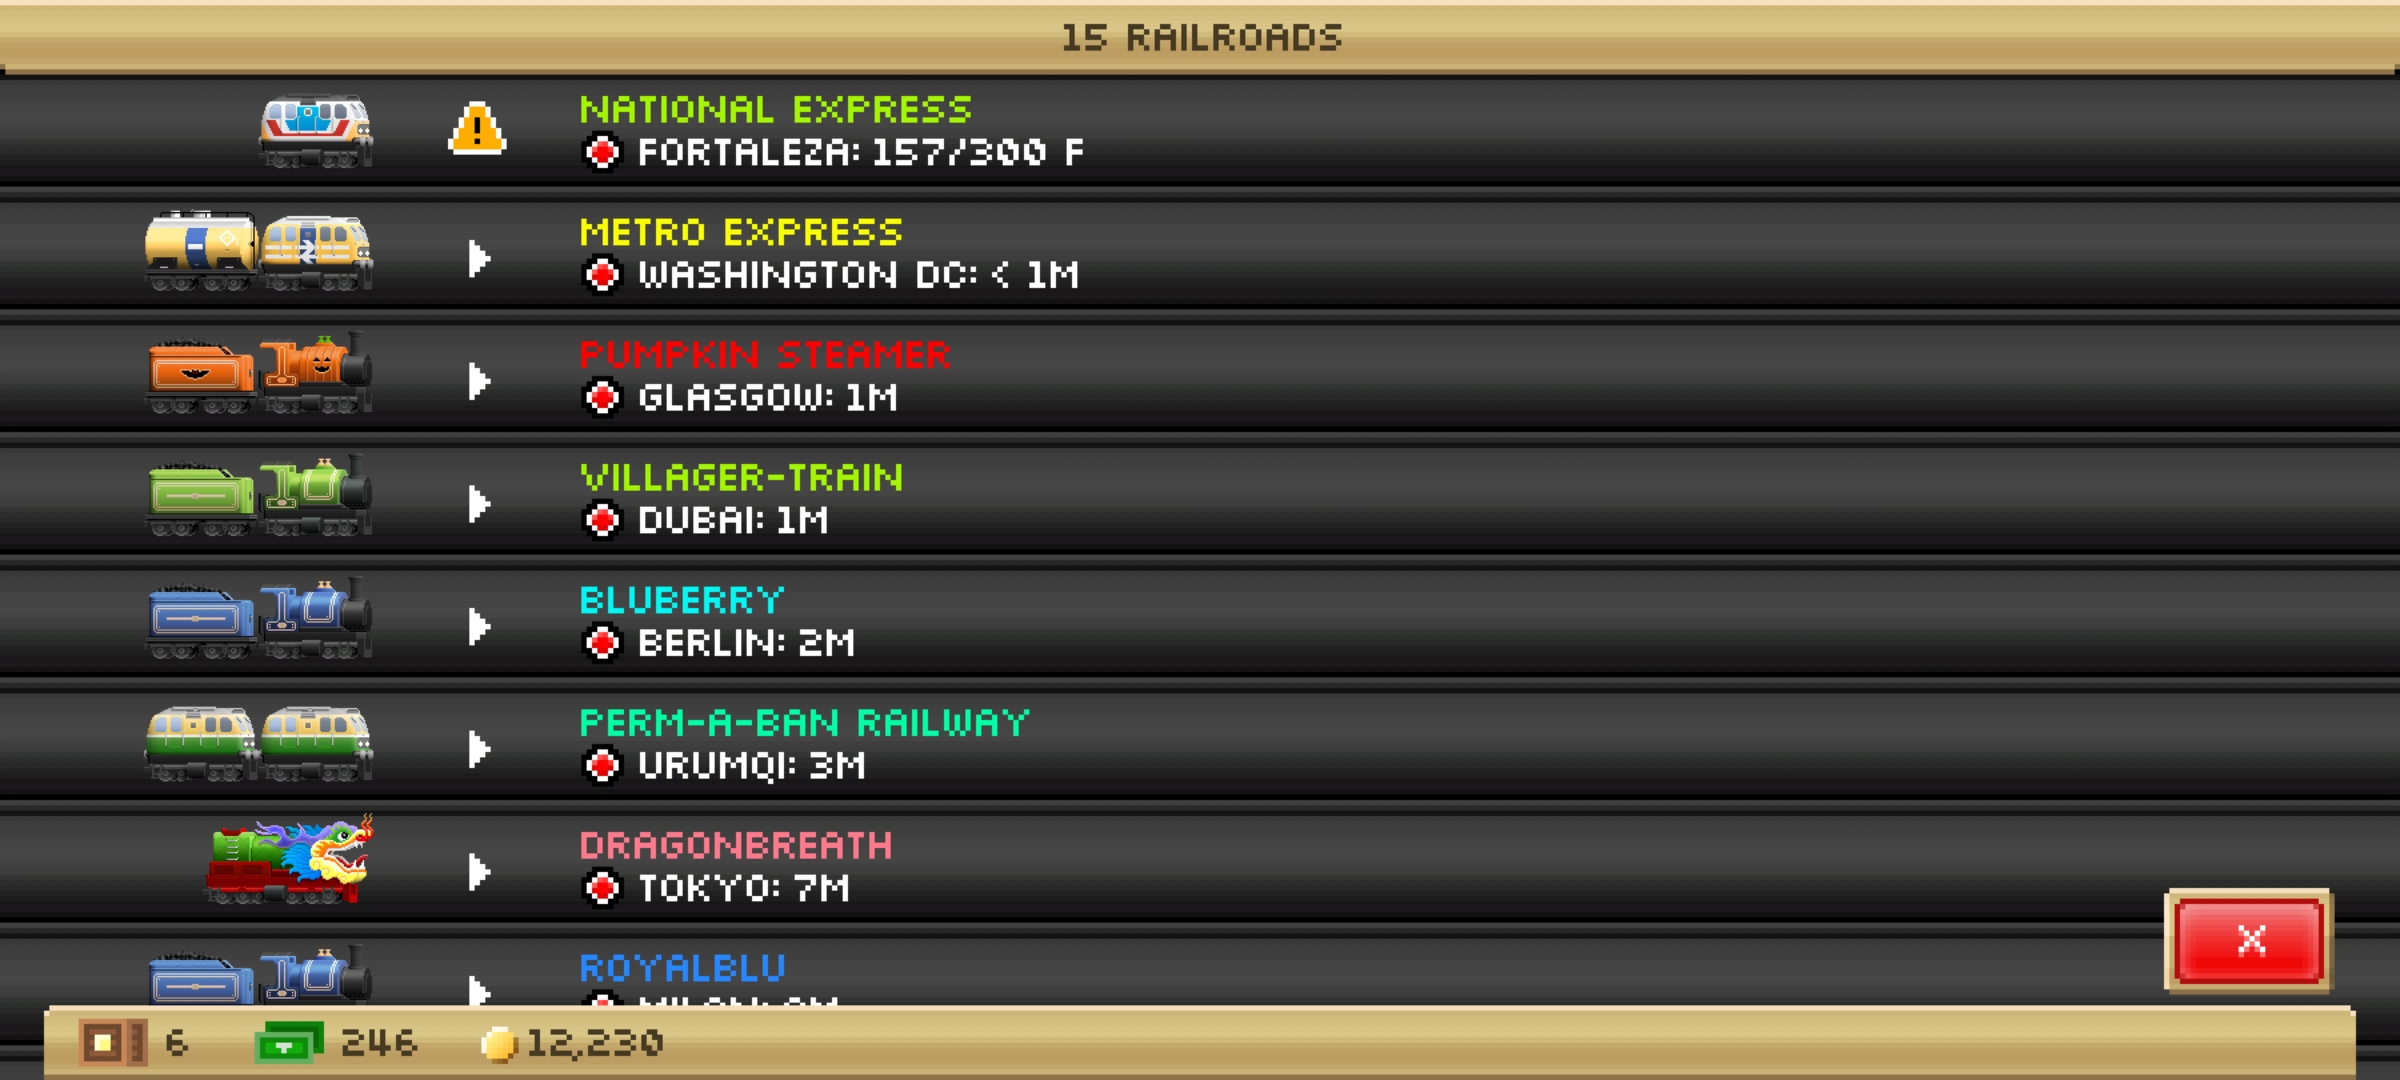 15 RAILROADS
!
NATIONAL EXPRESS
FORTALEZA: 157/300 F
METRO EXPRESS
WASHINGTON DC: < 1M
PUMPKIN STEAMER
GLASGOW: 1M
VILLAGER-TRAIN
DUBAI: 1M
BLUBERRY
BERLIN: 2M
PERM-A-BAN RAILWAY
URUMQI: 3M
DRAGONBREATH
TOKYO: 7M
ROYALBLU
X
6 246 12,230